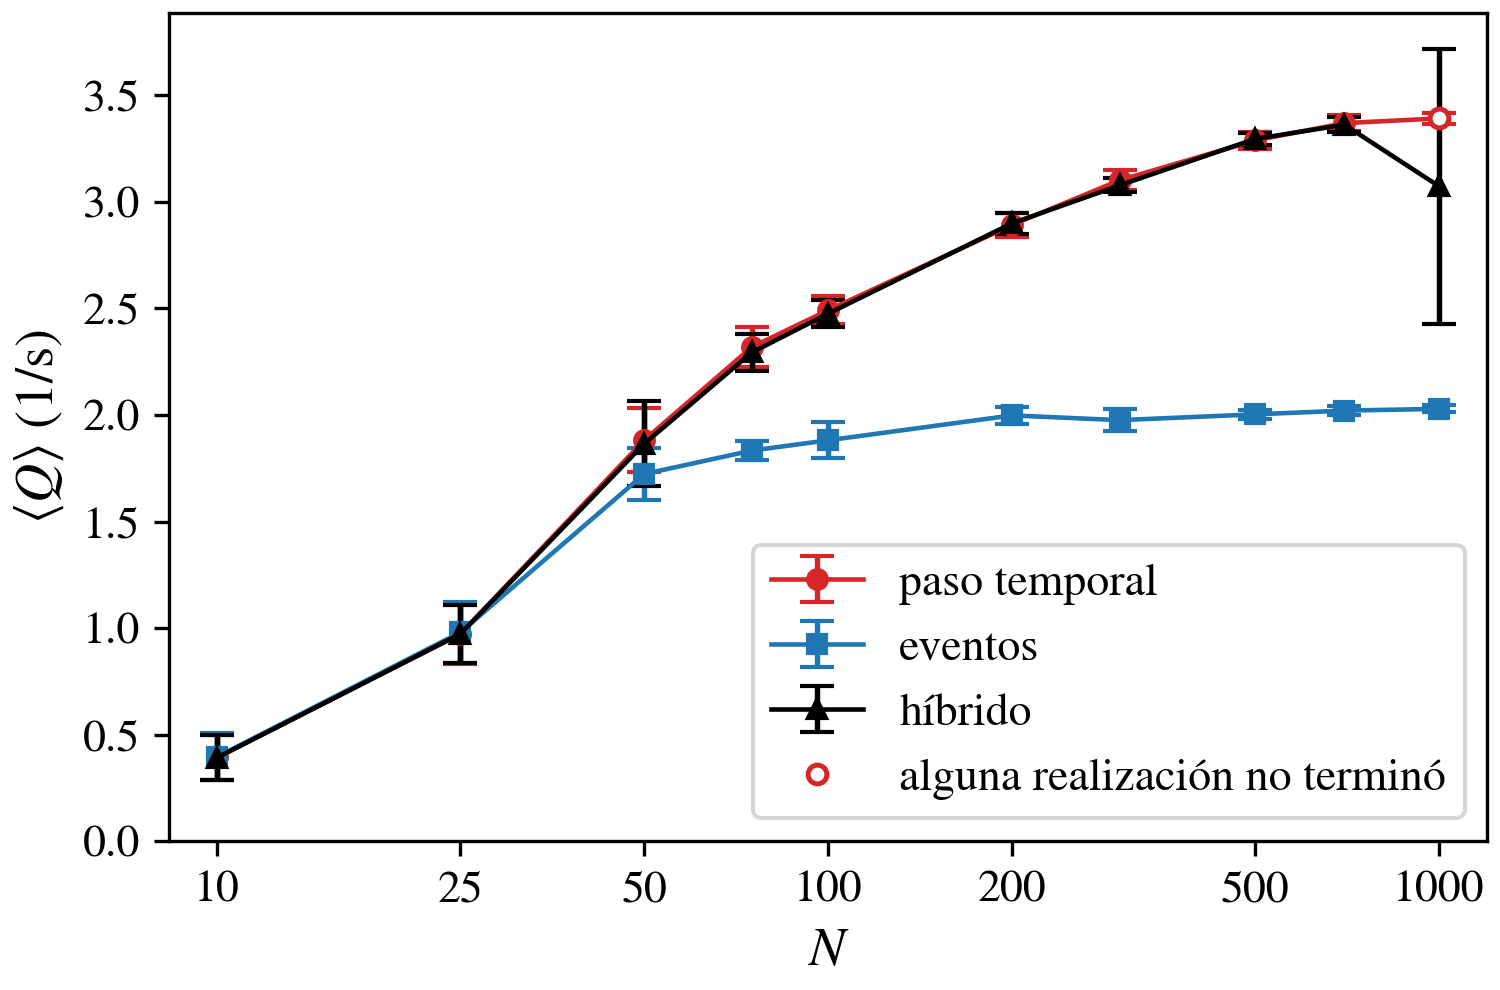 ⟨Q⟩ (1/s)
3.5
3.0
2.5
2.0
1.5
1.0
0.5
0.0
paso temporal
eventos
híbrido
alguna realización no terminó
10 25 50 100 200 500 1000
N